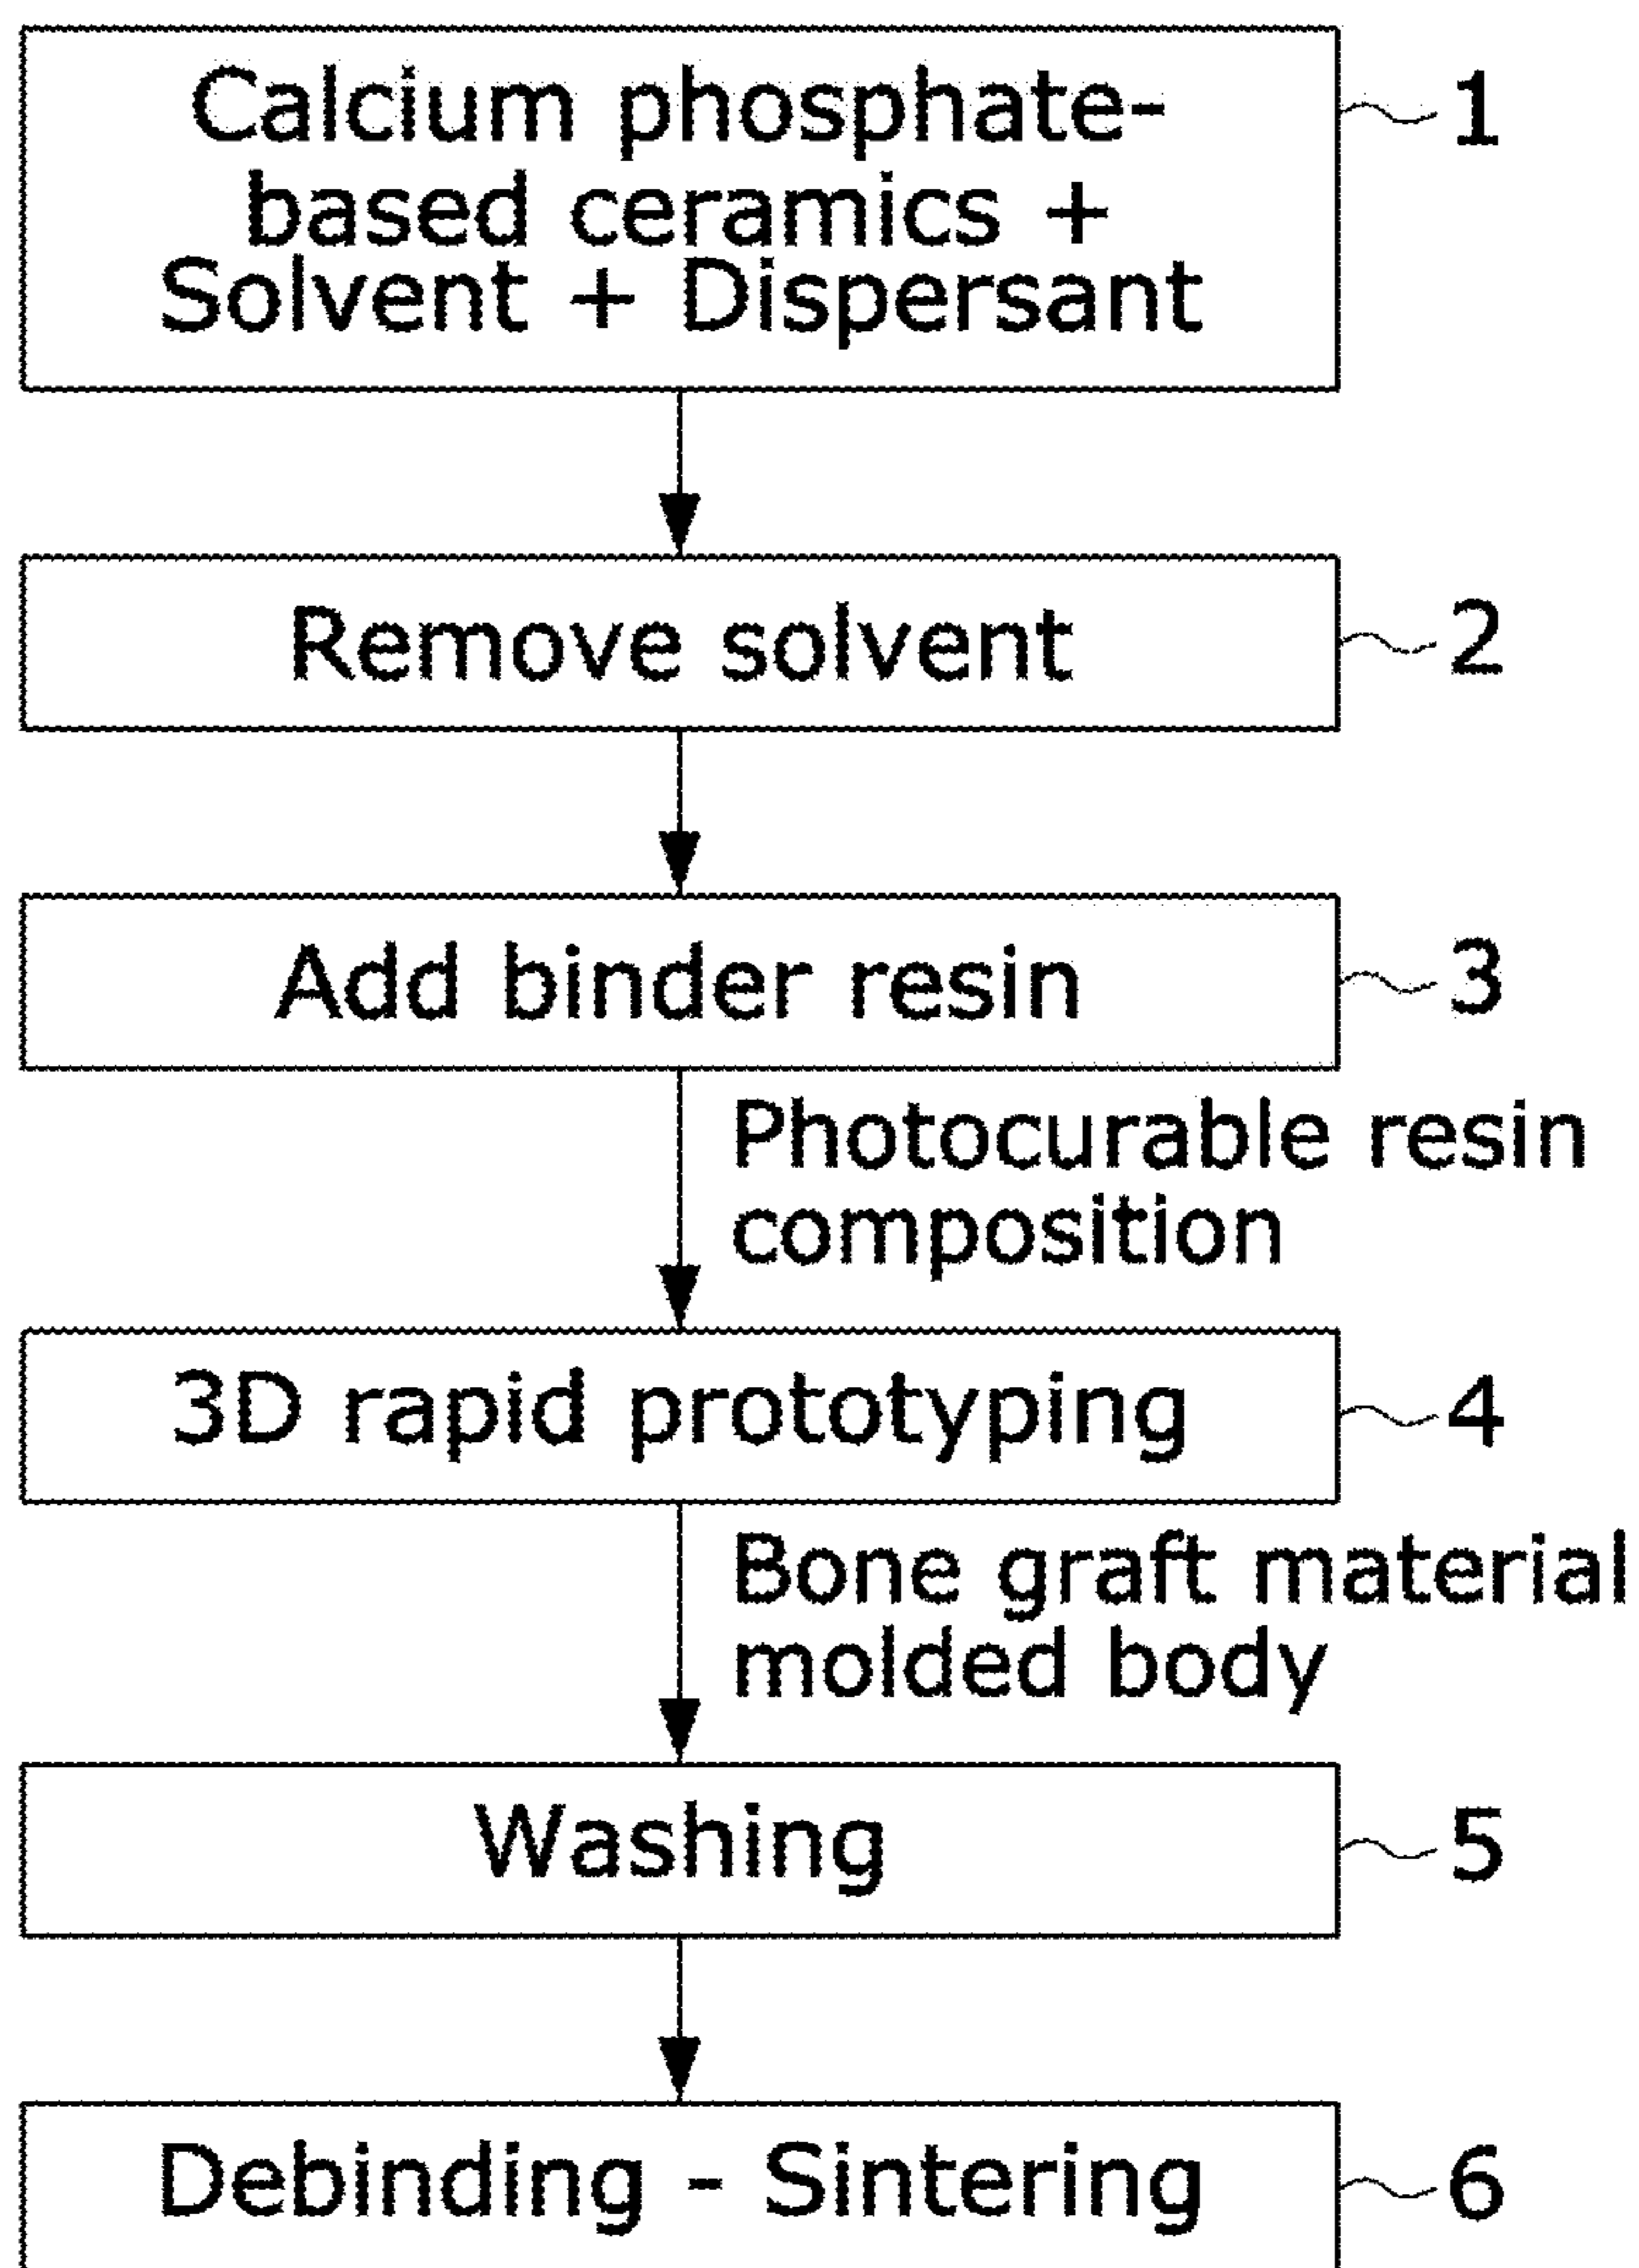 Calcium phosphate-
based ceramics +
Solvent + Dispersant
1
Remove solvent
2
Add binder resin
3
Photocurable resin
composition
3D rapid prototyping
4
Bone graft material
molded body
Washing
5
Debinding - Sintering
6